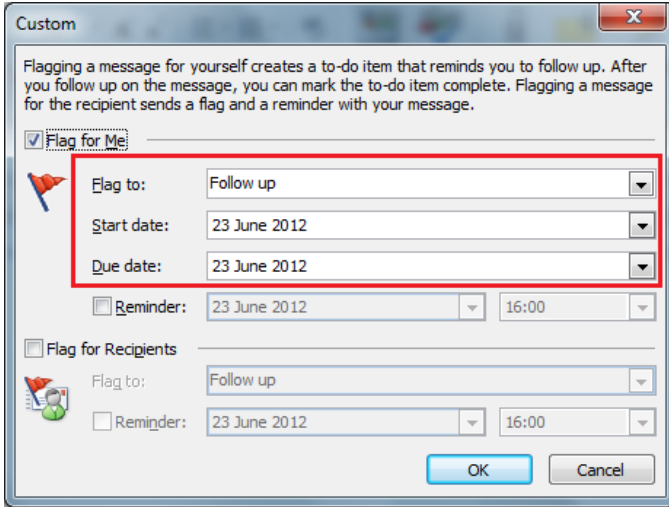 Custom
Flagging a message for yourself creates a to-do item that reminds you to follow up. After
you follow up on the message, you can mark the to-do item complete. Flagging a message
for the recipient sends a flag and a reminder with your message.
Flag for Me
Flag to: Follow up
Start date: 23 June 2012
Due date: 23 June 2012
Reminder: 23 June 2012 16:00
Flag for Recipients
Flag to: Follow up
Reminder: 23 June 2012 16:00
OK Cancel